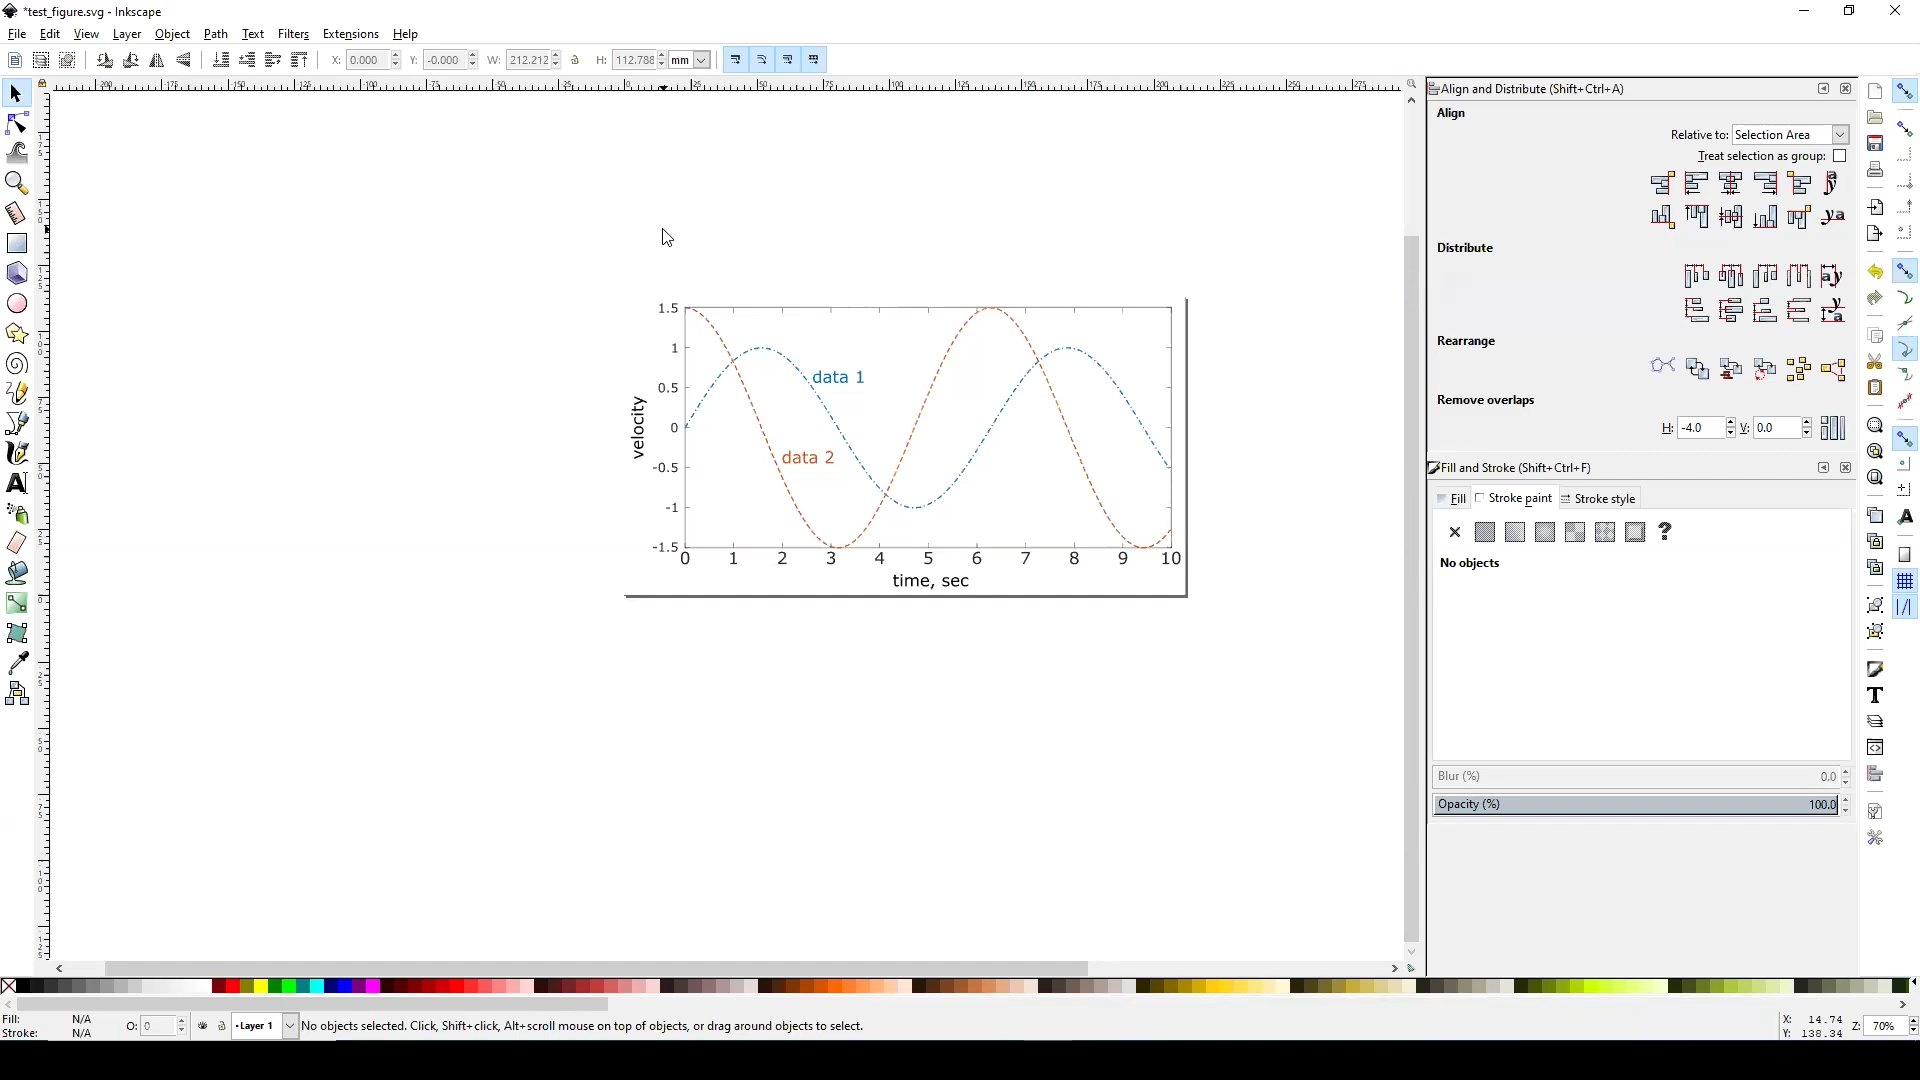 *test_figure.svg - Inkscape
File Edit View Layer Object Path Text Filters Extensions Help
X: 0.000 Y: -0.000 W: 212.212 H: 112.788 mm
Align and Distribute (Shift+Ctrl+A)
Align
Relative to: Selection Area
Treat selection as group:
Distribute
Rearrange
Remove overlaps
H: -4.0 V: 0.0
Fill and Stroke (Shift+Ctrl+F)
Fill Stroke paint Stroke style
No objects
Blur (%) 0.0
Opacity (%) 100.0
1.5
1
0.5
0
-0.5
-1
-1.5
velocity
data 1
data 2
0 1 2 3 4 5 6 7 8 9 10
time, sec
Fill: N/A
Stroke: N/A
O: 0
Layer 1
No objects selected. Click, Shift+click, Alt+scroll mouse on top of objects, or drag around objects to select.
X: 14.74
Y: 138.34
Z: 70%